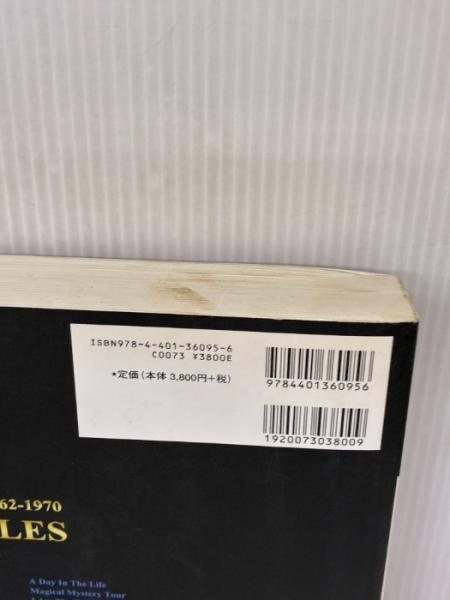 ISBN978-4-401-36095-6
C0073 ¥3800E
★定価(本体3,800円+税)
9784401360956
1920073038009
62-1970
LES
A Day In The Life
Magical Mystery Tour